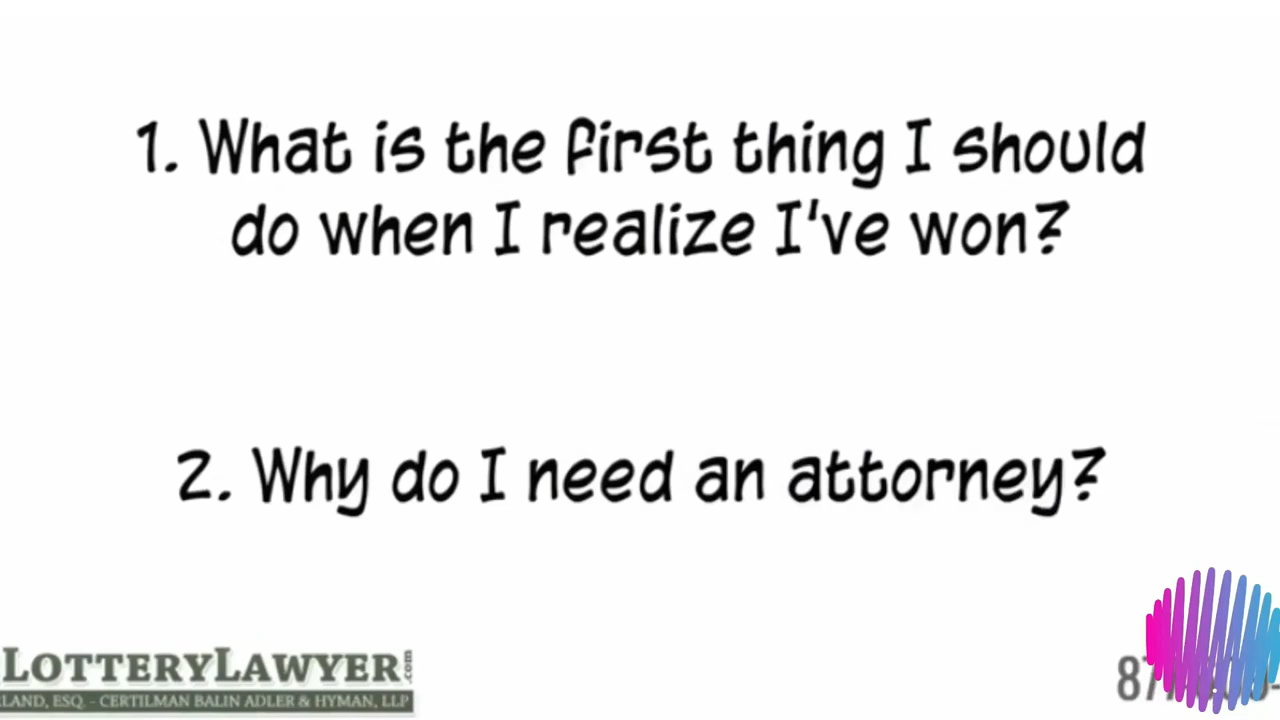 1. What is the first thing I should
do when I realize I've won?
2. Why do I need an attorney?
LOTTERYLAWYER.com
ESQ. - CERTILMAN BALIN ADLER & HYMAN, LLP